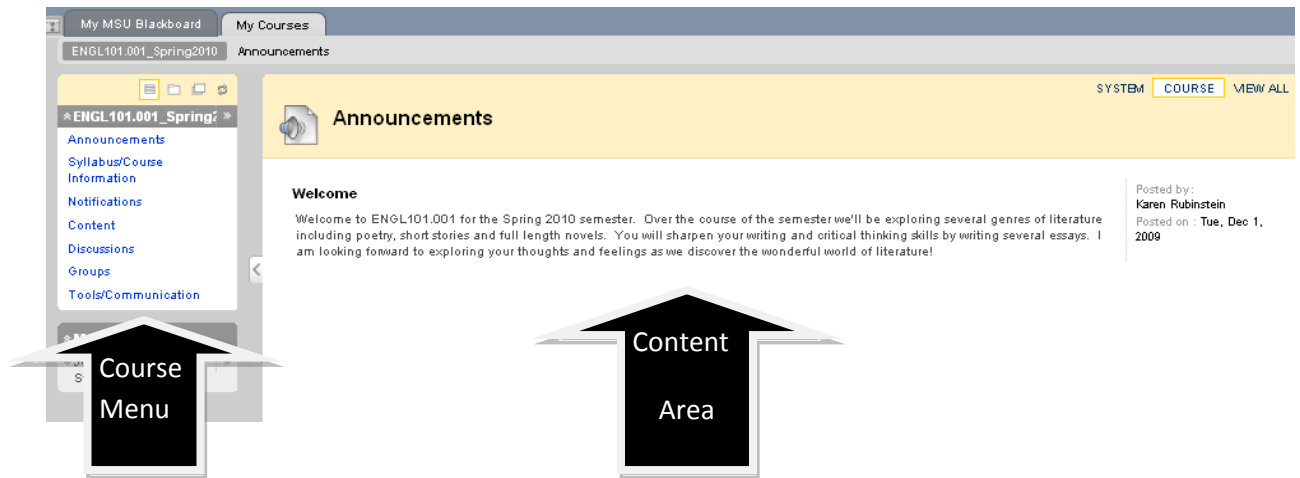 My MSU Blackboard My Courses
ENGL101.001_Spring2010 Announcements
SYSTEM COURSE VIEW ALL
ENGL101.001_Spring2
Announcements
Announcements
Syllabus/Course
Information
Notifications
Content
Discussions
Groups
Tools/Communication
Welcome
Welcome to ENGL101.001 for the Spring 2010 semester. Over the course of the semester we'll be exploring several genres of literature
including poetry, short stories and full length novels. You will sharpen your writing and critical thinking skills by writing several essays. I
am looking forward to exploring your thoughts and feelings as we discover the wonderful world of literature!
Posted by:
Karen Rubinstein
Posted on : Tue, Dec 1,
2009
Course
Menu
Content
Area